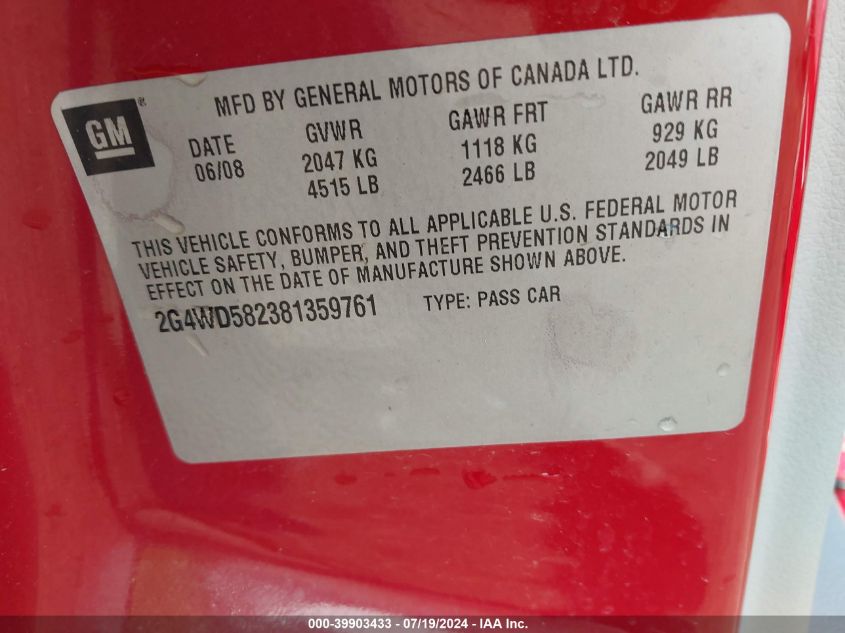 MFD BY GENERAL MOTORS OF CANADA LTD.
GM®
DATE GVWR GAWR FRT GAWR RR
06/08 2047 KG 1118 KG 929 KG
4515 LB 2466 LB 2049 LB
THIS VEHICLE CONFORMS TO ALL APPLICABLE U.S. FEDERAL MOTOR
VEHICLE SAFETY, BUMPER, AND THEFT PREVENTION STANDARDS IN
EFFECT ON THE DATE OF MANUFACTURE SHOWN ABOVE.
2G4WD582381359761 TYPE: PASS CAR
000-39903433 - 07/19/2024 - IAA Inc.